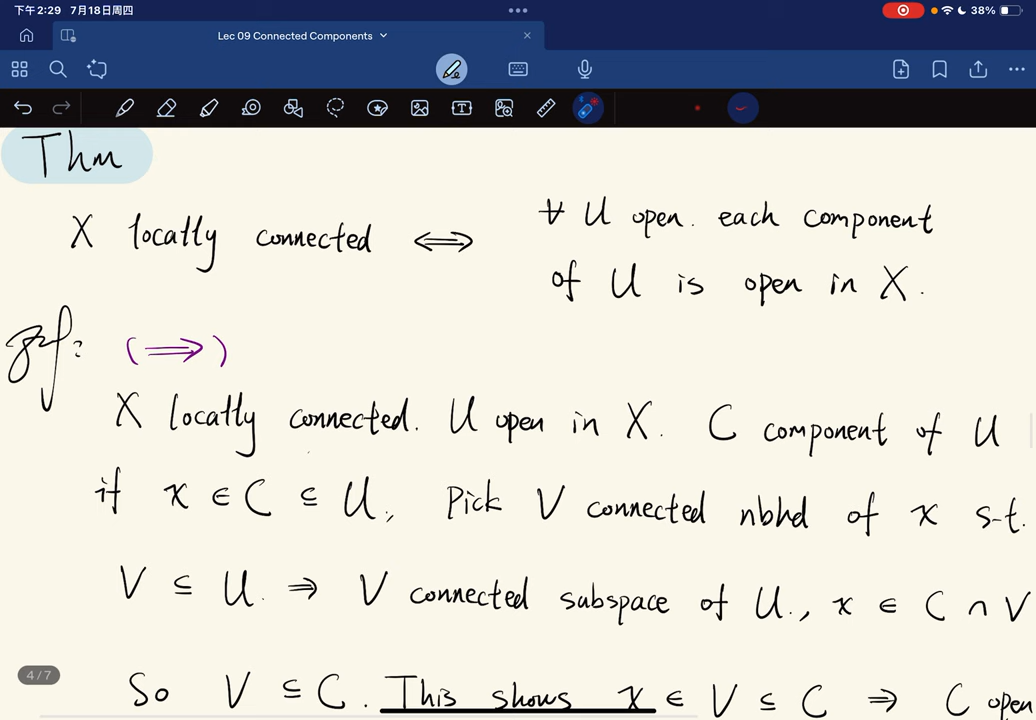 下午2:29 7月18日周四
38%
Lec 09 Connected Components
Thm
X locally connected ⟺ ∀ U open. each component
of U is open in X.
pf: (⟹)
X locally connected. U open in X. C component of U
if x ∈ C ⊆ U, Pick V connected nbhd of x s.t.
V ⊆ U. ⇒ V connected subspace of U., x ∈ C ∩ V
So V ⊆ C. This shows x ∈ V ⊆ C ⇒ C open
4/7